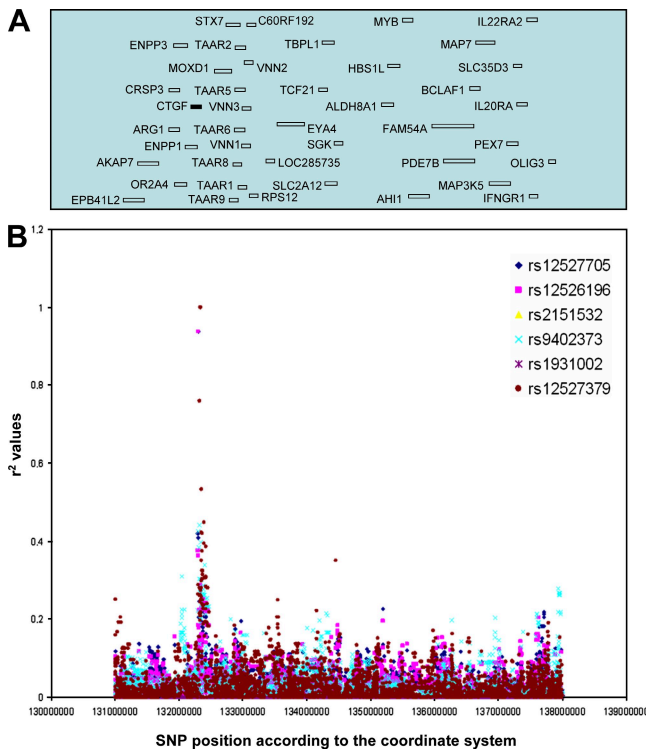 A
STX7 C60RF192 MYB IL22RA2
ENPP3 TAAR2 TBPL1 MAP7
MOXD1 VNN2 HBS1L SLC35D3
CRSP3 TAAR5 TCF21 BCLAF1
CTGF VNN3 ALDH8A1 IL20RA
ARG1 TAAR6 EYA4 FAM54A
ENPP1 VNN1 SGK PEX7
AKAP7 TAAR8 LOC285735 PDE7B OLIG3
OR2A4 TAAR1 SLC2A12 MAP3K5
EPB41L2 TAAR9 RPS12 AHI1 IFNGR1
B
1.2
1
0.8
0.6
0.4
0.2
0
r² values
rs12527705
rs12526196
rs2151532
rs9402373
rs1931002
rs12527379
130000000 131000000 132000000 133000000 134000000 135000000 136000000 137000000 138000000 139000000
SNP position according to the coordinate system